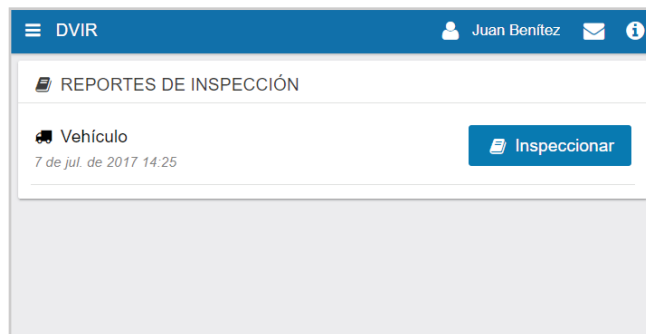 DVIR Juan Benítez
REPORTES DE INSPECCIÓN
Vehículo
7 de jul. de 2017 14:25
Inspeccionar